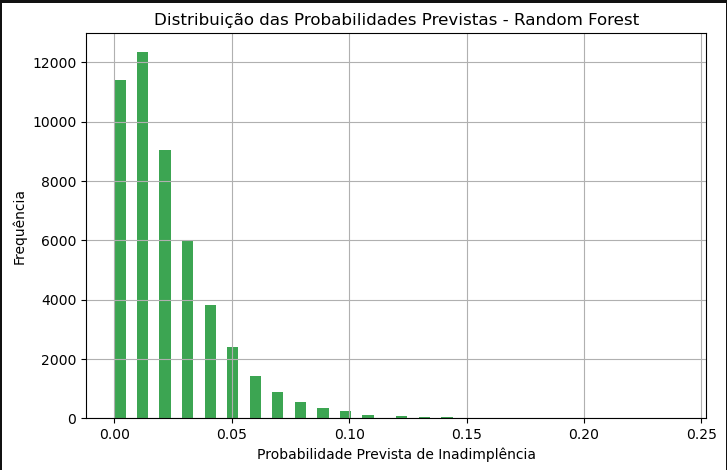 Distribuição das Probabilidades Previstas - Random Forest
12000
10000
8000
6000
4000
2000
0
Frequência
0.00 0.05 0.10 0.15 0.20 0.25
Probabilidade Prevista de Inadimplência